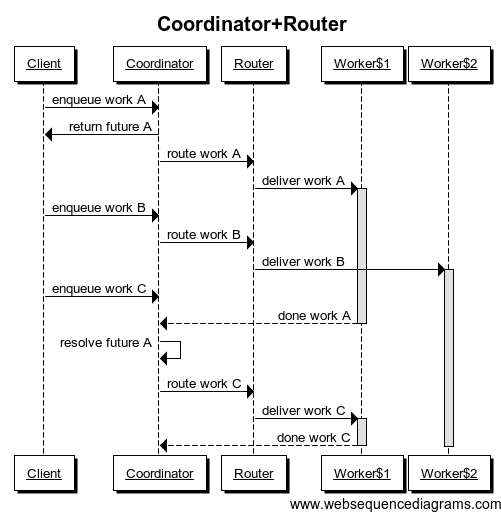 Coordinator+Router
Client Coordinator Router Worker$1 Worker$2
enqueue work A
return future A
route work A
deliver work A
enqueue work B
route work B
deliver work B
enqueue work C
done work A
resolve future A
route work C
deliver work C
done work C
Client Coordinator Router Worker$1 Worker$2
www.websequencediagrams.com